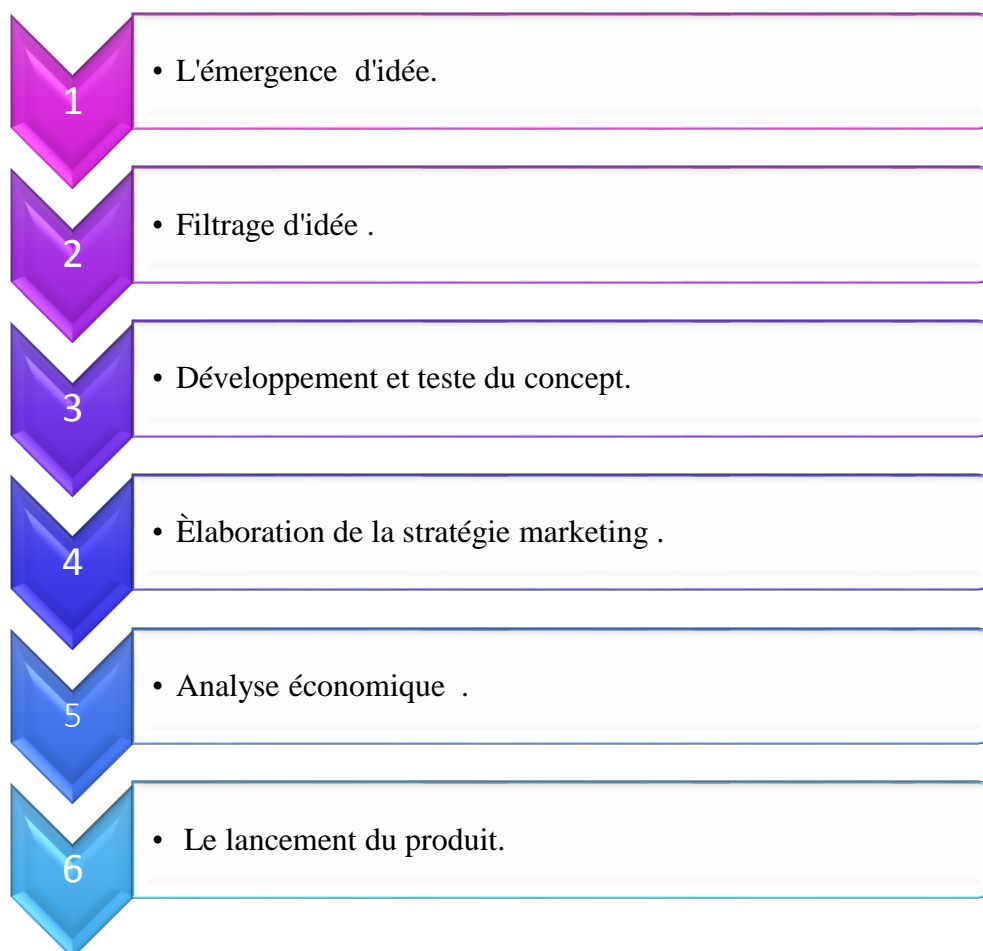 1
• L'émergence  d'idée.
2
• Filtrage d'idée .
3
• Développement et teste du concept.
4
• Èlaboration de la stratégie marketing .
5
• Analyse économique  .
6
•  Le lancement du produit.